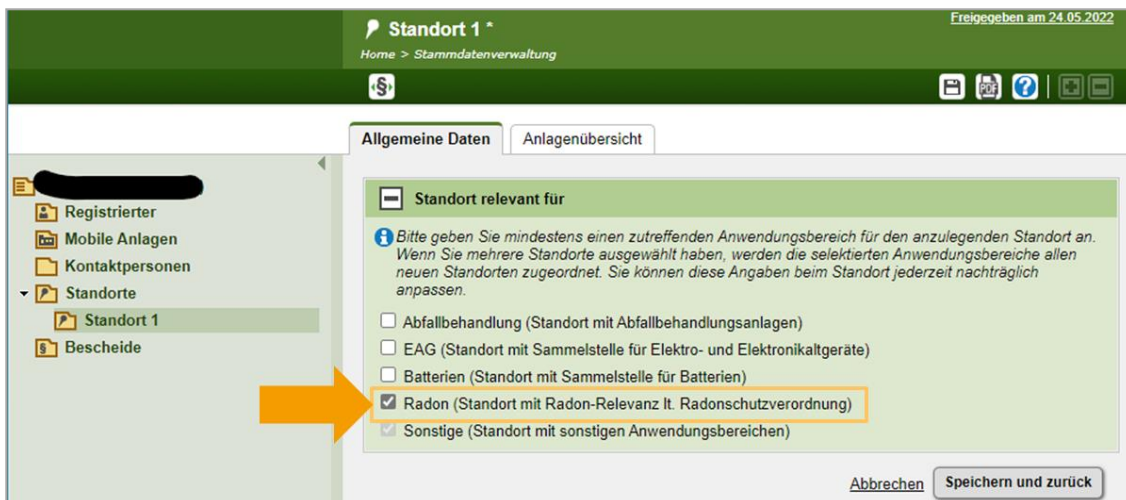 Standort 1 *
Freigegeben am 24.05.2022
Home > Stammdatenverwaltung
PDF
Allgemeine Daten
Anlagenübersicht
Registrierter
Mobile Anlagen
Kontaktpersonen
Standorte
Standort 1
Bescheide
Standort relevant für
Bitte geben Sie mindestens einen zutreffenden Anwendungsbereich für den anzulegenden Standort an.
Wenn Sie mehrere Standorte ausgewählt haben, werden die selektierten Anwendungsbereiche allen
neuen Standorten zugeordnet. Sie können diese Angaben beim Standort jederzeit nachträglich
anpassen.
Abfallbehandlung (Standort mit Abfallbehandlungsanlagen)
EAG (Standort mit Sammelstelle für Elektro- und Elektronikaltgeräte)
Batterien (Standort mit Sammelstelle für Batterien)
Radon (Standort mit Radon-Relevanz lt. Radonschutzverordnung)
Sonstige (Standort mit sonstigen Anwendungsbereichen)
Abbrechen
Speichern und zurück